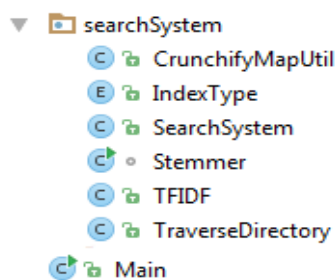 searchSystem
C CrunchifyMapUtil
E IndexType
C SearchSystem
C Stemmer
C TFIDF
C TraverseDirectory
C Main